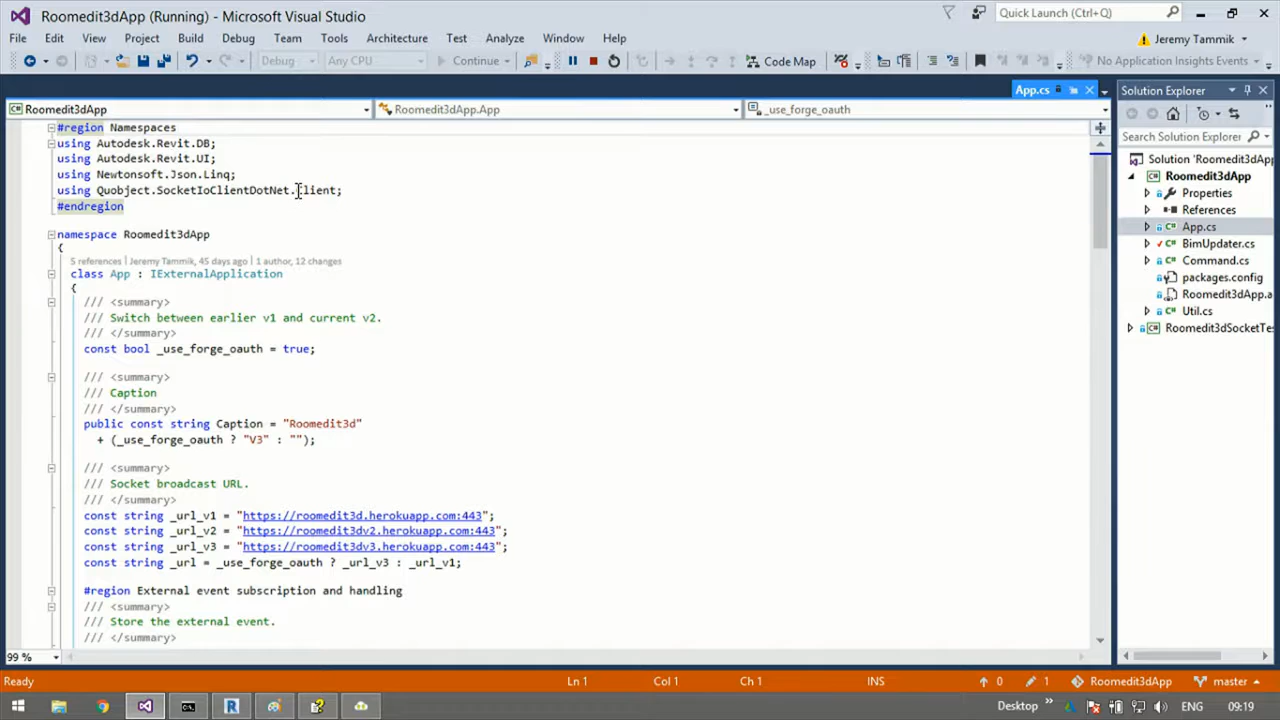 Roomedit3dApp (Running) - Microsoft Visual Studio
Quick Launch (Ctrl+Q)
File Edit View Project Build Debug Team Tools Architecture Test Analyze Window Help
Jeremy Tammik
Debug Any CPU Continue Code Map No Application Insights Events
App.cs
Solution Explorer
Roomedit3dApp
Roomedit3dApp.App
_use_forge_oauth
Search Solution Explorer
Solution 'Roomedit3dApp
Roomedit3dApp
Properties
References
App.cs
BimUpdater.cs
Command.cs
packages.config
Roomedit3dApp.a
Util.cs
Roomedit3dSocketTe
#region Namespaces
using Autodesk.Revit.DB;
using Autodesk.Revit.UI;
using Newtonsoft.Json.Linq;
using Quobject.SocketIoClientDotNet.Client;
#endregion
namespace Roomedit3dApp
{
5 references | Jeremy Tammik, 45 days ago | 1 author, 12 changes
class App : IExternalApplication
{
/// <summary>
/// Switch between earlier v1 and current v2.
/// </summary>
const bool _use_forge_oauth = true;
/// <summary>
/// Caption
/// </summary>
public const string Caption = "Roomedit3d"
+ (_use_forge_oauth ? "V3" : "");
/// <summary>
/// Socket broadcast URL.
/// </summary>
const string _url_v1 = "https://roomedit3d.herokuapp.com:443";
const string _url_v2 = "https://roomedit3dv2.herokuapp.com:443";
const string _url_v3 = "https://roomedit3dv3.herokuapp.com:443";
const string _url = _use_forge_oauth ? _url_v3 : _url_v1;
#region External event subscription and handling
/// <summary>
/// Store the external event.
/// </summary>
99 %
Ready Ln 1 Col 1 Ch 1 INS 0 1 Roomedit3dApp master
Desktop ENG 09:19